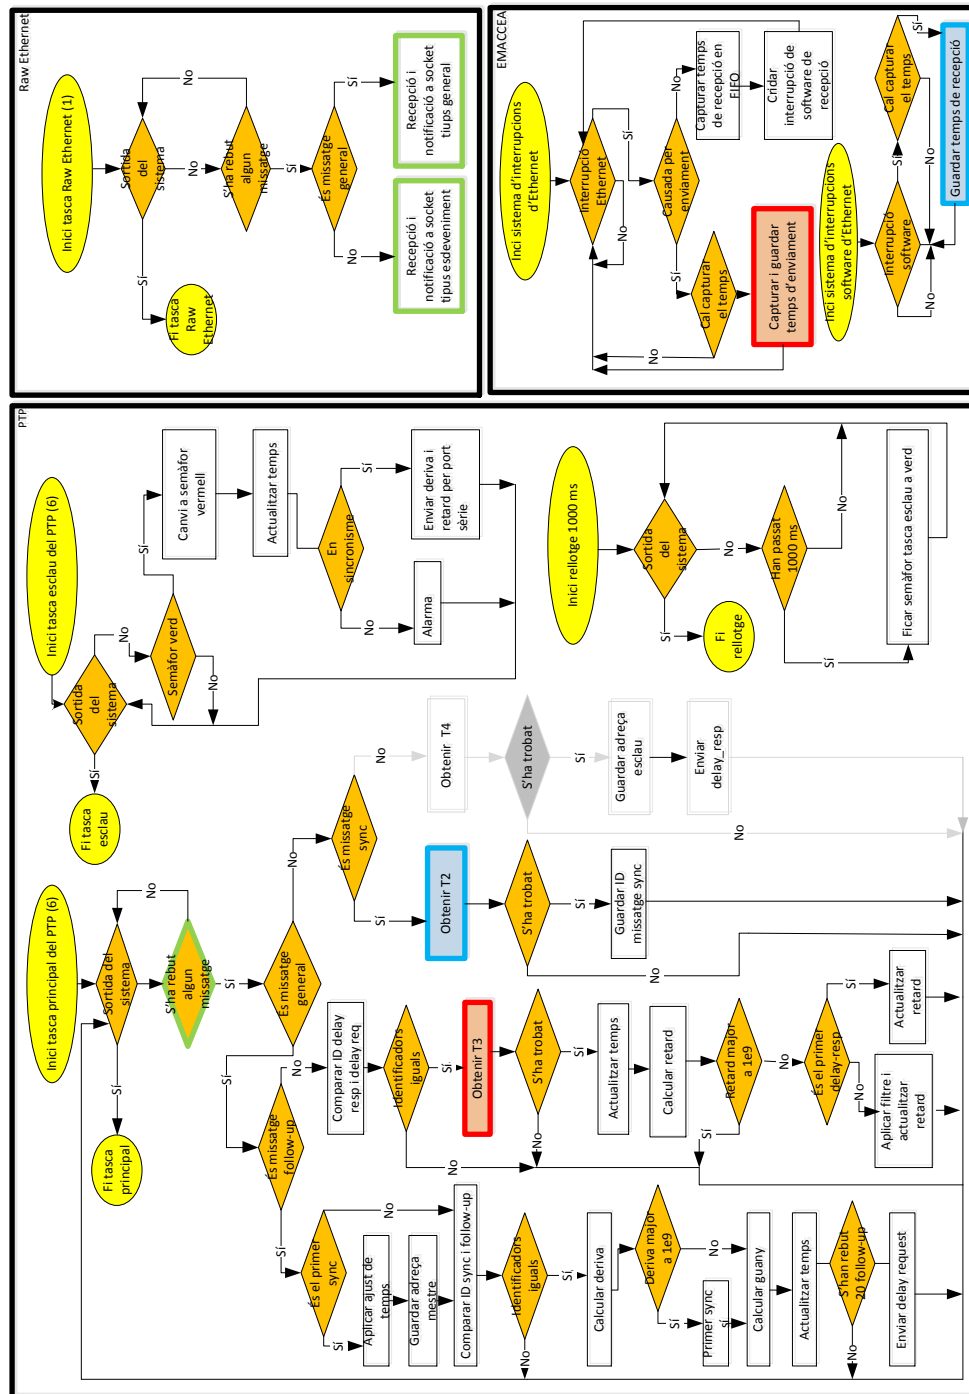 PTP
Inici tasca principal del PTP (6)
Sortida del
sistema
Sí
Fi tasca
principal
S'ha rebut
algun
missatge
No
Sí
És missatge
general
Sí
No
És missatge
follow-up
Sí
No
És el primer
sync
Sí
No
Aplicar ajust de
temps
Guardar adreça
mestre
Comparar ID sync i follow-up
Identificadors
iguals
No
Sí
Calcular deriva
Deriva major
a 1e9
Sí
No
Primer sync
sí
Calcular guany
Actualitzar temps
S'han rebut
20 follow-up
No
Enviar delay request
Comparar ID delay
resp i delay req
Identificadors
iguals
No
Sí
Obtenir T3
S'ha trobat
No
Sí
Actualitzar temps
Calcular retard
Retard major
a 1e9
Sí
No
És el primer
delay-resp
No
Sí
Aplicar filtre i
actualitzar
retard
Actualitzar
retard
És missatge
sync
Sí
No
Obtenir T2
S'ha trobat
No
Sí
Guardar ID
missatge sync
Obtenir T4
S'ha trobat
No
Sí
Guardar adreça
esclau
Enviar
delay_resp
Inici tasca esclau del PTP (6)
Sortida
del
sistema
Sí
Fi tasca
esclau
No
Semàfor verd
No
Sí
Canvi a semàfor
vermell
Actualitzar temps
En
sincronisme
No
Sí
Alarma
Enviar deriva i
retard per port
sèrie
Inici rellotge 1000 ms
Sortida
del
sistema
Sí
Fi
rellotge
No
Han passat
1000 ms
No
Sí
Ficar semàfor tasca esclau a verd
Raw Ethernet
Inici tasca Raw Ethernet (1)
Sortida
del
sistema
Sí
Fi tasca
Raw
Ethernet
No
S'ha rebut
algun
missatge
No
Sí
És missatge
general
No
Sí
Recepció i
notificació a socket
tipus esdeveniment
Recepció i
notificació a socket
tiups general
EMACCEA
Inci sistema d'interrupcions
d'Ethernet
Interrupció
Ethernet
No
Sí
Causada per
enviament
Sí
No
Cal capturar
el temps
No
Capturar i guardar
temps d'enviament
Capturar temps
de recepció en
FIFO
Cridar
interrupció de
software de
recepció
Inci sistema d'interrupcions
software d'Ethernet
Interrupció
software
No
Sí
Cal capturar
el temps
No
Sí
Guardar temps de recepció